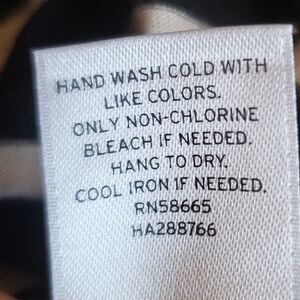 HAND WASH COLD WITH
LIKE COLORS.
ONLY NON-CHLORINE
BLEACH IF NEEDED.
HANG TO DRY.
COOL IRON IF NEEDED.
RN58665
HA288766